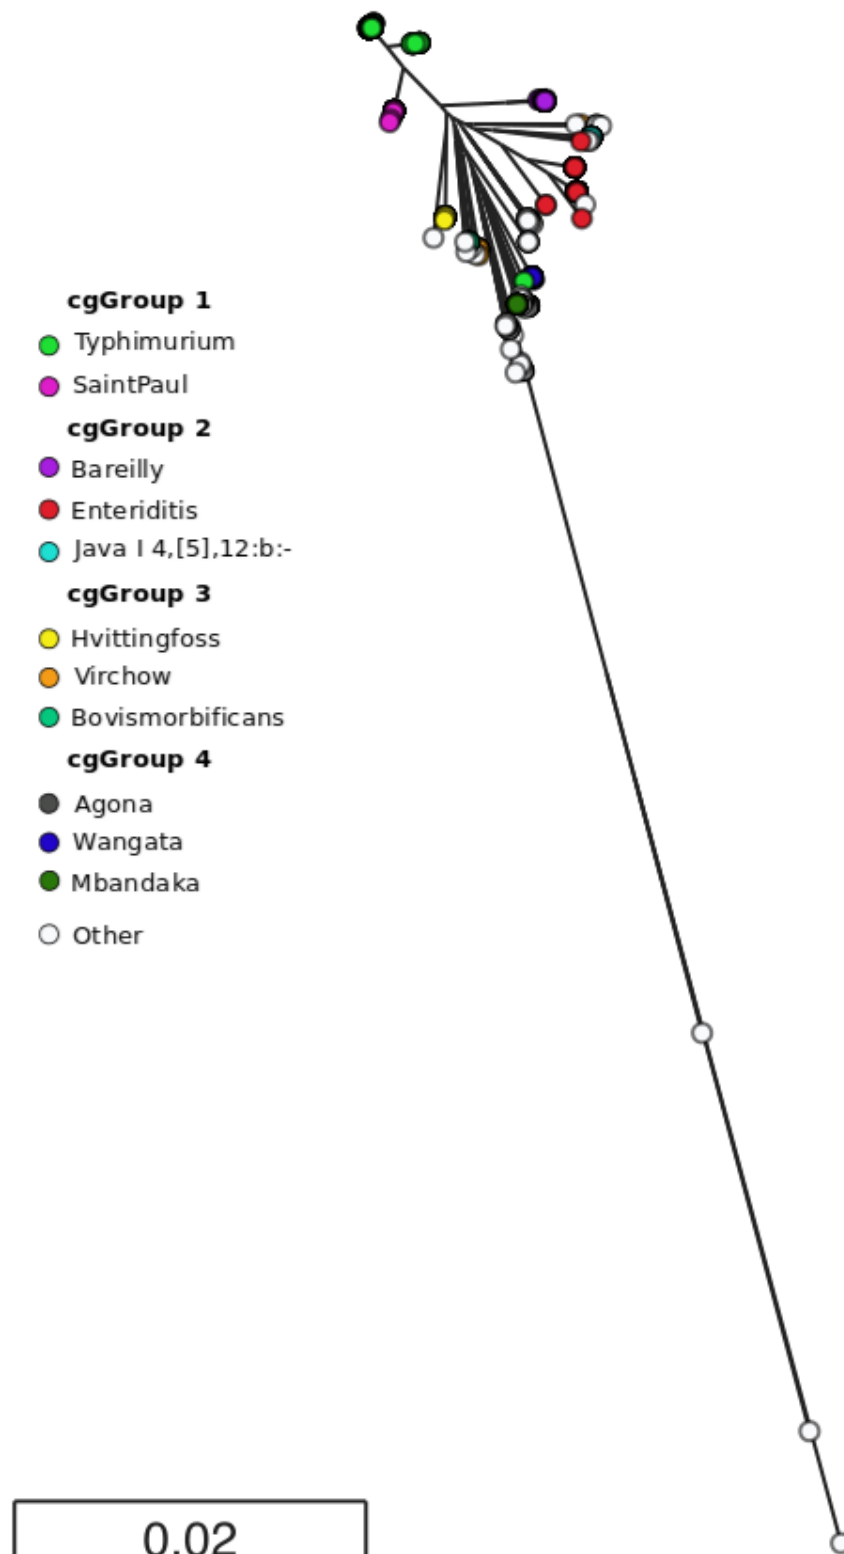 cgGroup 1
Typhimurium
SaintPaul
cgGroup 2
Bareilly
Enteriditis
Java I 4,[5],12:b:-
cgGroup 3
Hvittingfoss
Virchow
Bovismorbificans
cgGroup 4
Agona
Wangata
Mbandaka
Other
0.02